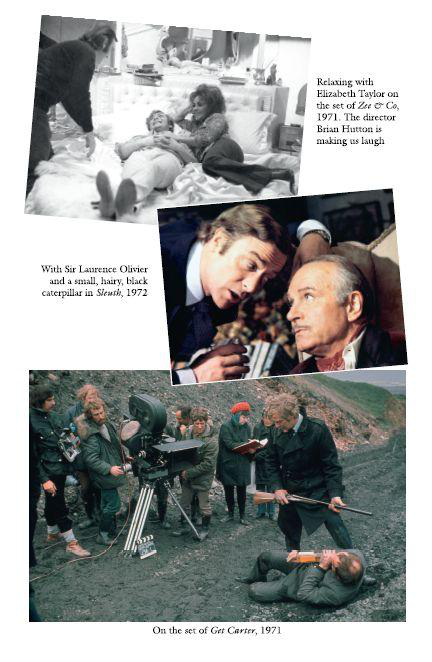 Relaxing with
Elizabeth Taylor on
the set of Zee & Co,
1971. The director
Brian Hutton is
making us laugh
With Sir Laurence Olivier
and a small, hairy, black
caterpillar in Sleuth, 1972
On the set of Get Carter, 1971